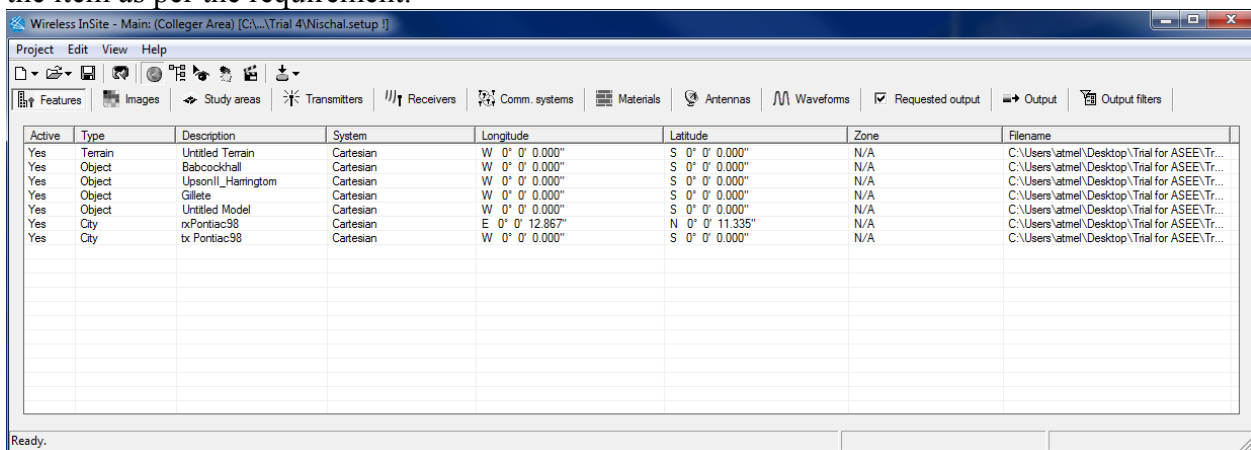 the item as per the requirement.
Wireless InSite - Main: (Colleger Area) [C:\...\Trial 4\Nischal.setup !]
Project Edit View Help
Features Images Study areas Transmitters Receivers Comm. systems Materials Antennas Waveforms Requested output Output Output filters
Active Type Description System Longitude Latitude Zone Filename
Yes Terrain Untitled Terrain Cartesian W 0° 0' 0.000" S 0° 0' 0.000" N/A C:\Users\atmel\Desktop\Trial for ASEE\Tr...
Yes Object Babcockhall Cartesian W 0° 0' 0.000" S 0° 0' 0.000" N/A C:\Users\atmel\Desktop\Trial for ASEE\Tr...
Yes Object UpsonII_Harringtom Cartesian W 0° 0' 0.000" S 0° 0' 0.000" N/A C:\Users\atmel\Desktop\Trial for ASEE\Tr...
Yes Object Gillete Cartesian W 0° 0' 0.000" S 0° 0' 0.000" N/A C:\Users\atmel\Desktop\Trial for ASEE\Tr...
Yes Object Untitled Model Cartesian W 0° 0' 0.000" S 0° 0' 0.000" N/A C:\Users\atmel\Desktop\Trial for ASEE\Tr...
Yes City rxPontiac98 Cartesian E 0° 0' 12.867" N 0° 0' 11.335" N/A C:\Users\atmel\Desktop\Trial for ASEE\Tr...
Yes City tx Pontiac98 Cartesian W 0° 0' 0.000" S 0° 0' 0.000" N/A C:\Users\atmel\Desktop\Trial for ASEE\Tr...
Ready.